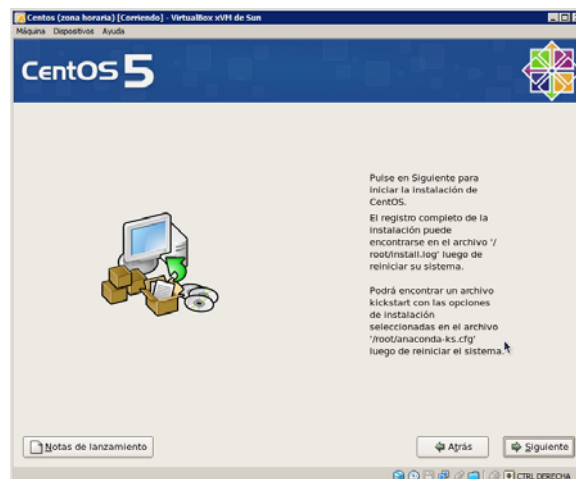 Centos (zona horaria) [Corriendo] - VirtualBox xVM de Sun
Máquina Dispositivos Ayuda
CentOS 5
Pulse en Siguiente para
iniciar la instalación de
CentOS.
El registro completo de la
instalación puede
encontrarse en el archivo '/
root/install.log' luego de
reiniciar su sistema.
Podrá encontrar un archivo
kickstart con las opciones
de instalación
seleccionadas en el archivo
'/root/anaconda-ks.cfg'
luego de reiniciar el sistema.
Notas de lanzamiento
Atrás
Siguiente
CTRL DERECHA